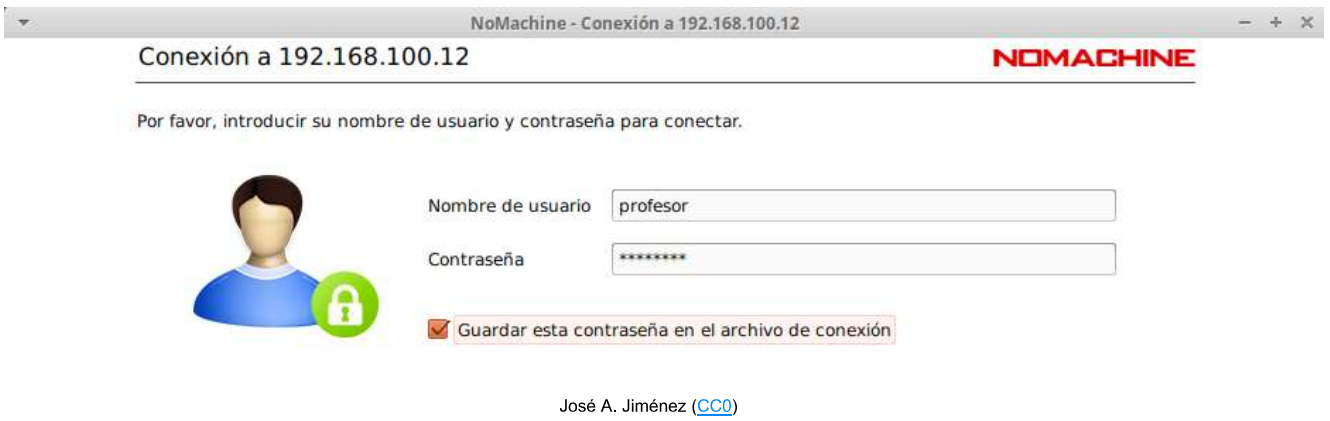 NoMachine - Conexión a 192.168.100.12
Conexión a 192.168.100.12
NOMACHINE
Por favor, introducir su nombre de usuario y contraseña para conectar.
Nombre de usuario profesor
Contraseña ********
Guardar esta contraseña en el archivo de conexión
José A. Jiménez (CC0)